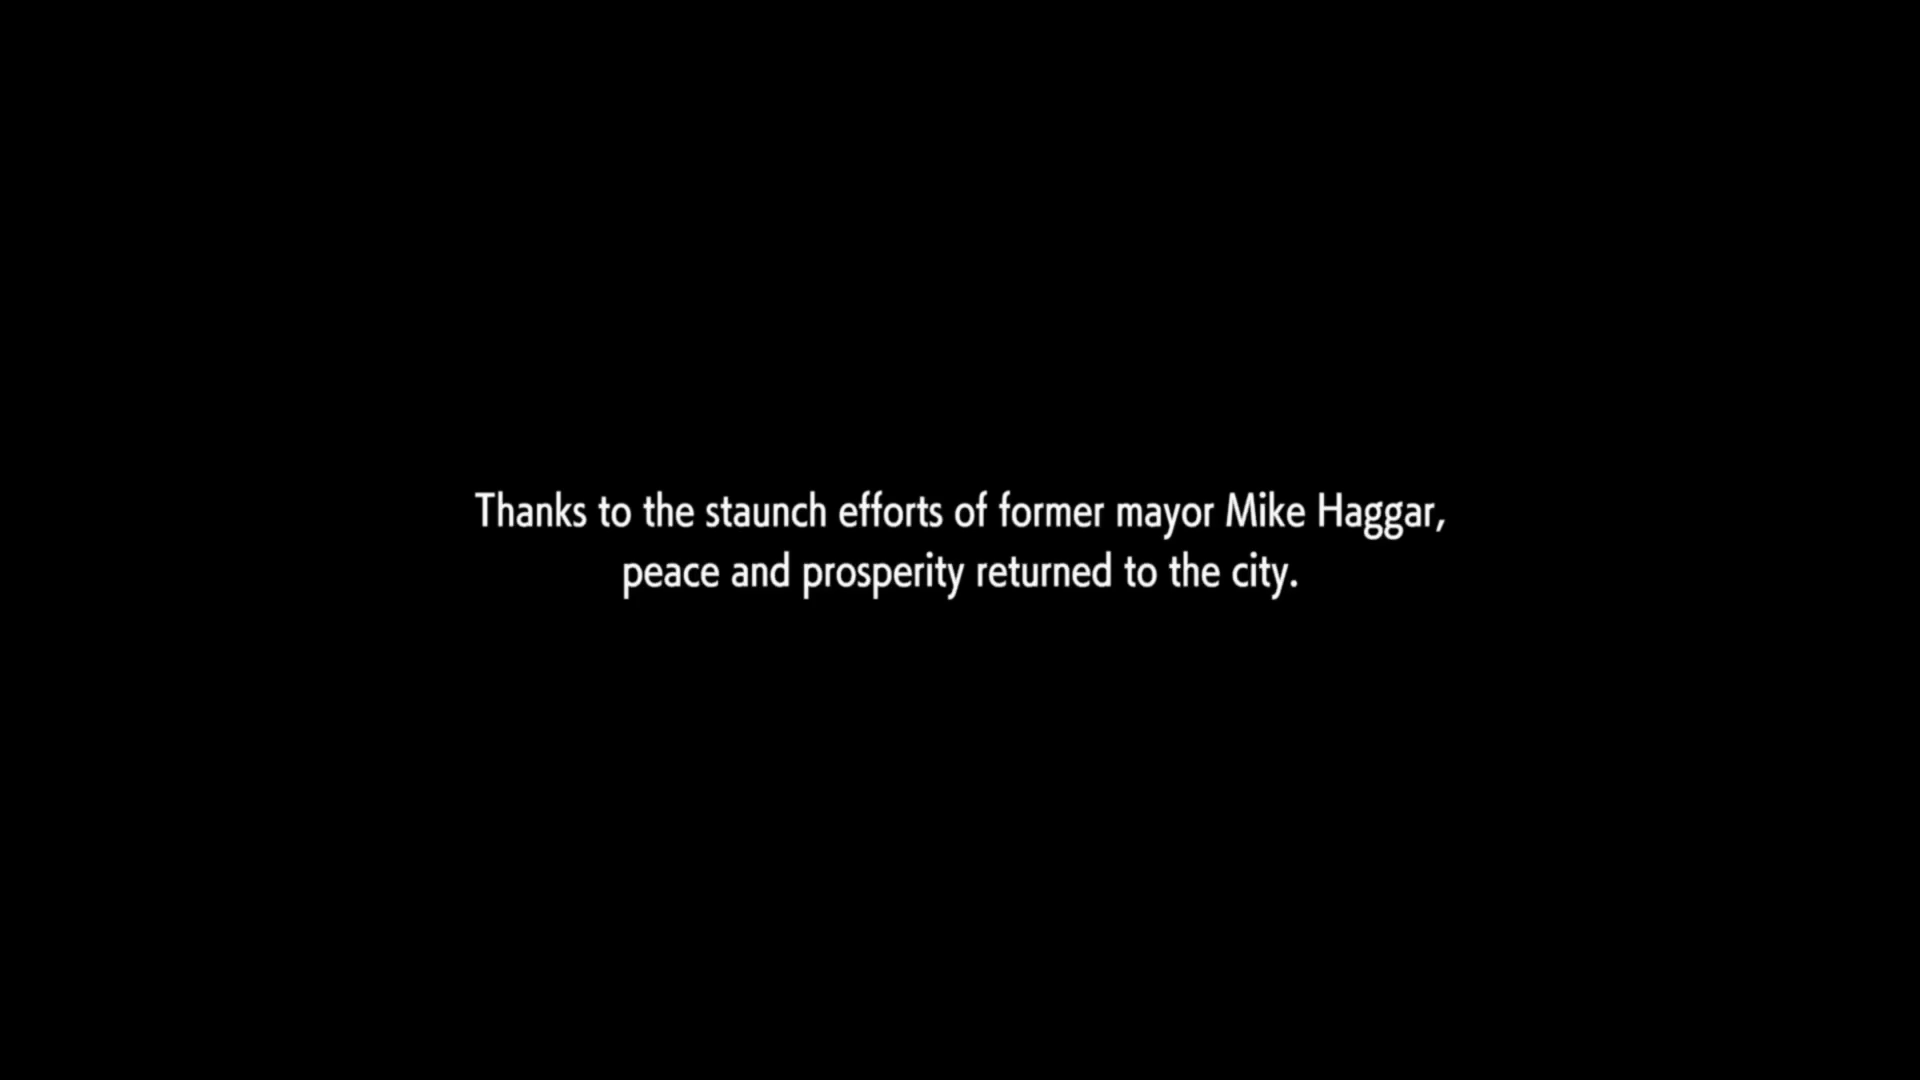 Thanks to the staunch efforts of former mayor Mike Haggar,
peace and prosperity returned to the city.